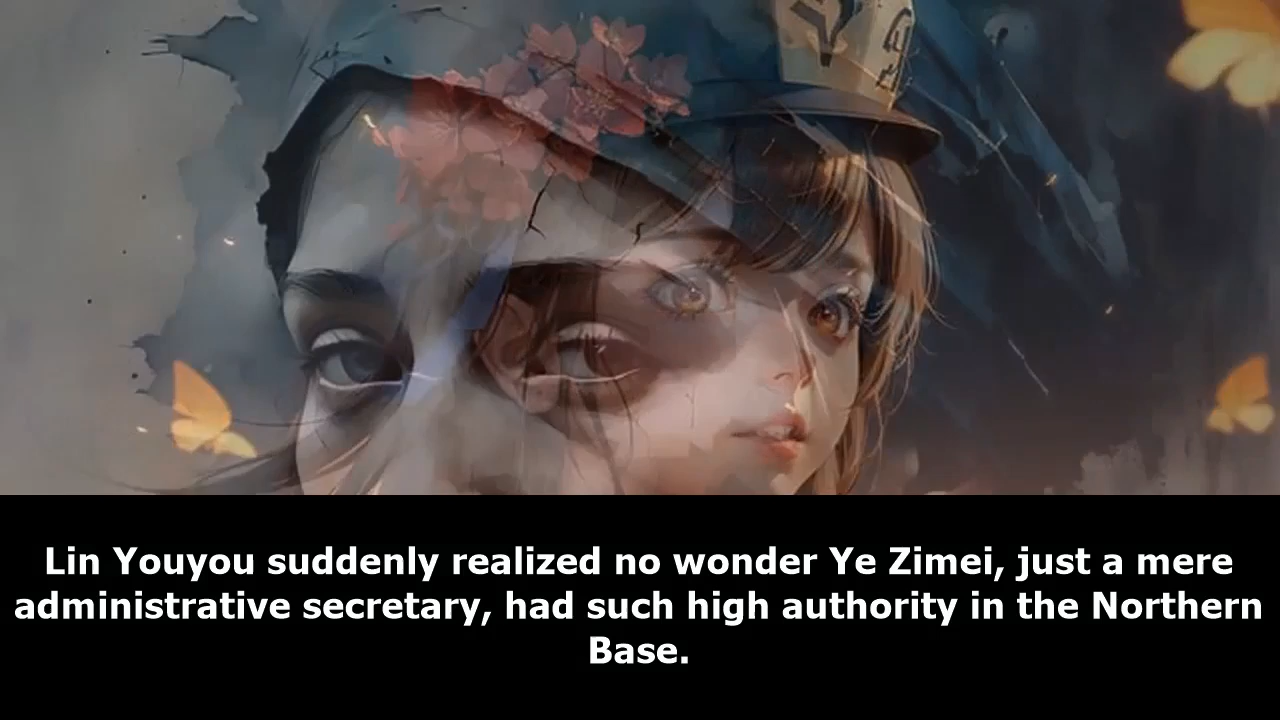 Lin Youyou suddenly realized no wonder Ye Zimei, just a mere
administrative secretary, had such high authority in the Northern
Base.